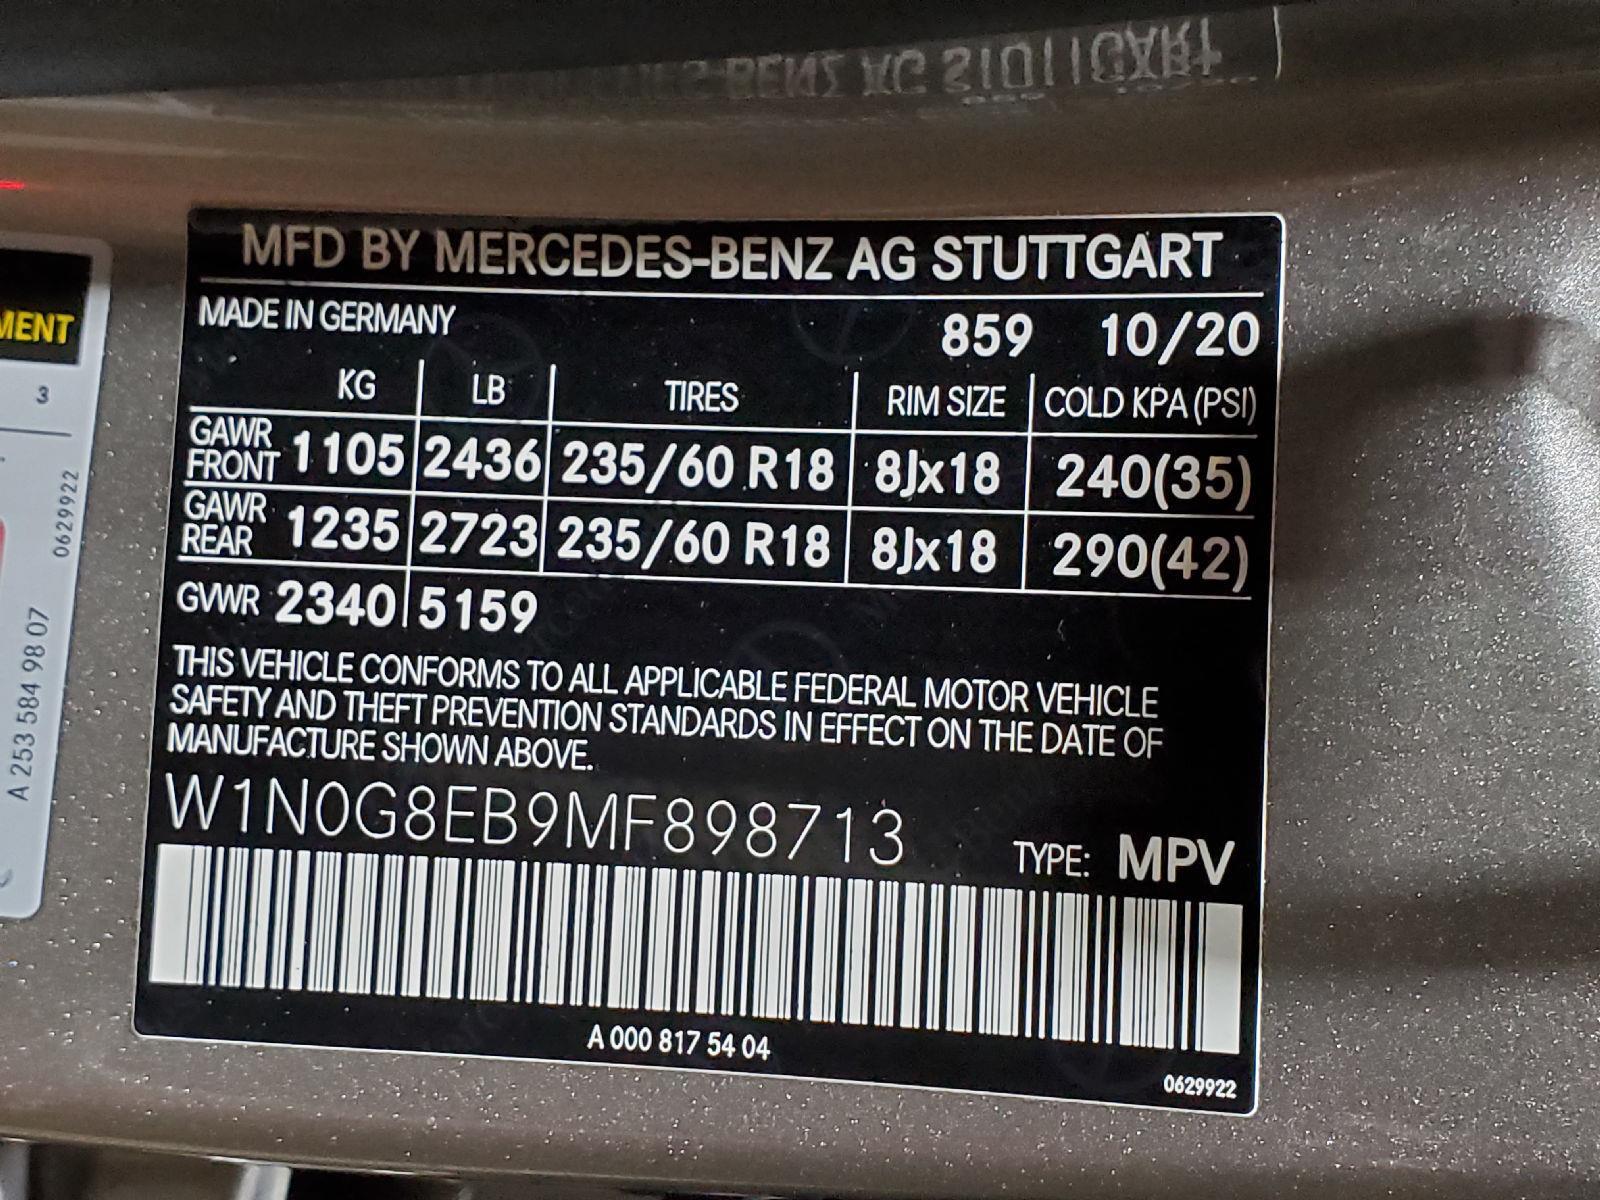 MFD BY MERCEDES-BENZ AG STUTTGART
MADE IN GERMANY 859 10/20
KG LB TIRES RIM SIZE COLD KPA (PSI)
GAWR FRONT 1105 2436 235/60 R18 8Jx18 240(35)
GAWR REAR 1235 2723 235/60 R18 8Jx18 290(42)
GVWR 2340 5159
THIS VEHICLE CONFORMS TO ALL APPLICABLE FEDERAL MOTOR VEHICLE
SAFETY AND THEFT PREVENTION STANDARDS IN EFFECT ON THE DATE OF
MANUFACTURE SHOWN ABOVE.
W1N0G8EB9MF898713 TYPE: MPV
A 000 817 54 04
0629922
3
0629922
A 253 584 98 07